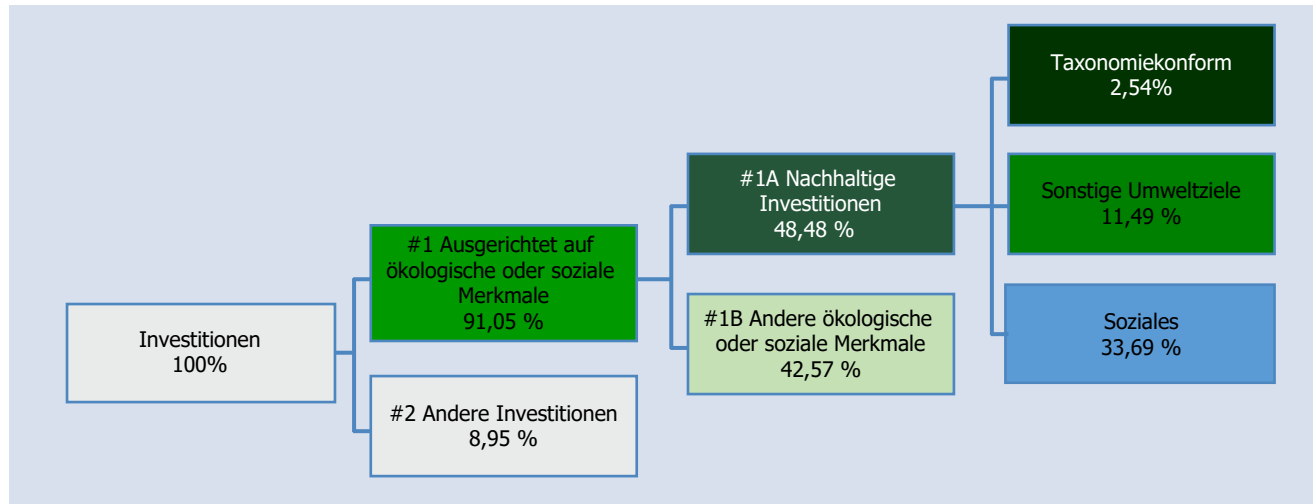 Investitionen
100%
#1 Ausgerichtet auf
ökologische oder soziale
Merkmale
91,05 %
#2 Andere Investitionen
8,95 %
#1A Nachhaltige
Investitionen
48,48 %
#1B Andere ökologische
oder soziale Merkmale
42,57 %
Taxonomiekonform
2,54%
Sonstige Umweltziele
11,49 %
Soziales
33,69 %